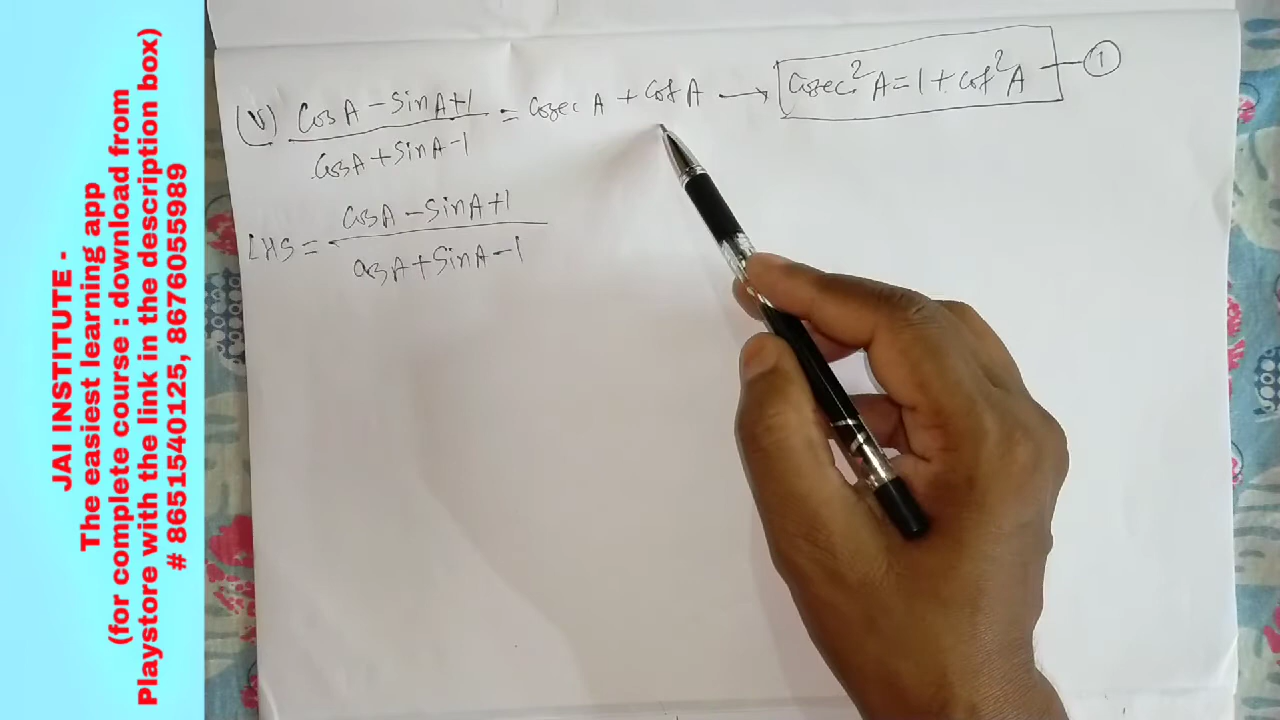 JAI INSTITUTE -
The easiest learning app
(for complete course : download from
Playstore with the link in the description box)
# 8651540125, 8676055989
(V) CosA - SinA+1 / CosA + SinA-1 = Cosec A + Cot A → Cosec²A = 1 + Cot²A — ①
LHS = CosA - SinA+1 / CosA + SinA-1